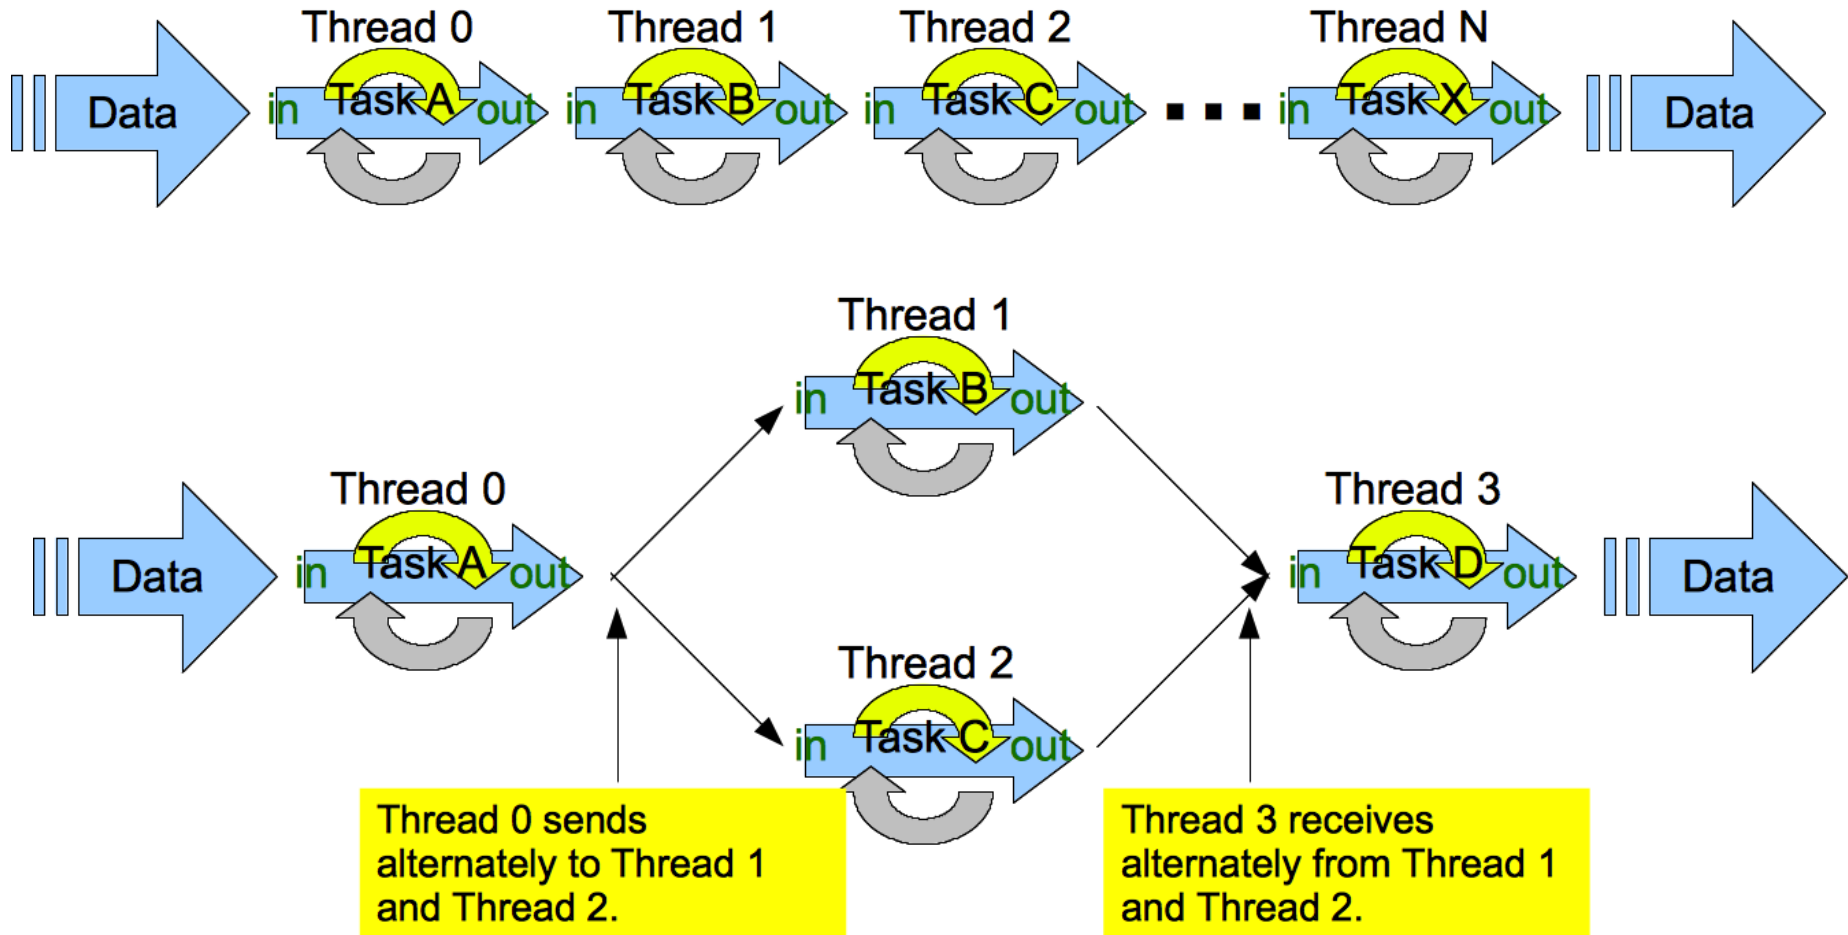 Thread 0
Thread 1
Thread 2
Thread N
Data
in
Task A
out
in
Task B
out
in
Task C
out
in
Task X
out
Data
Thread 1
in
Task B
out
Thread 0
Thread 3
Data
in
Task A
out
in
Task D
out
Data
Thread 2
in
Task C
out
Thread 0 sends
alternately to Thread 1
and Thread 2.
Thread 3 receives
alternately from Thread 1
and Thread 2.